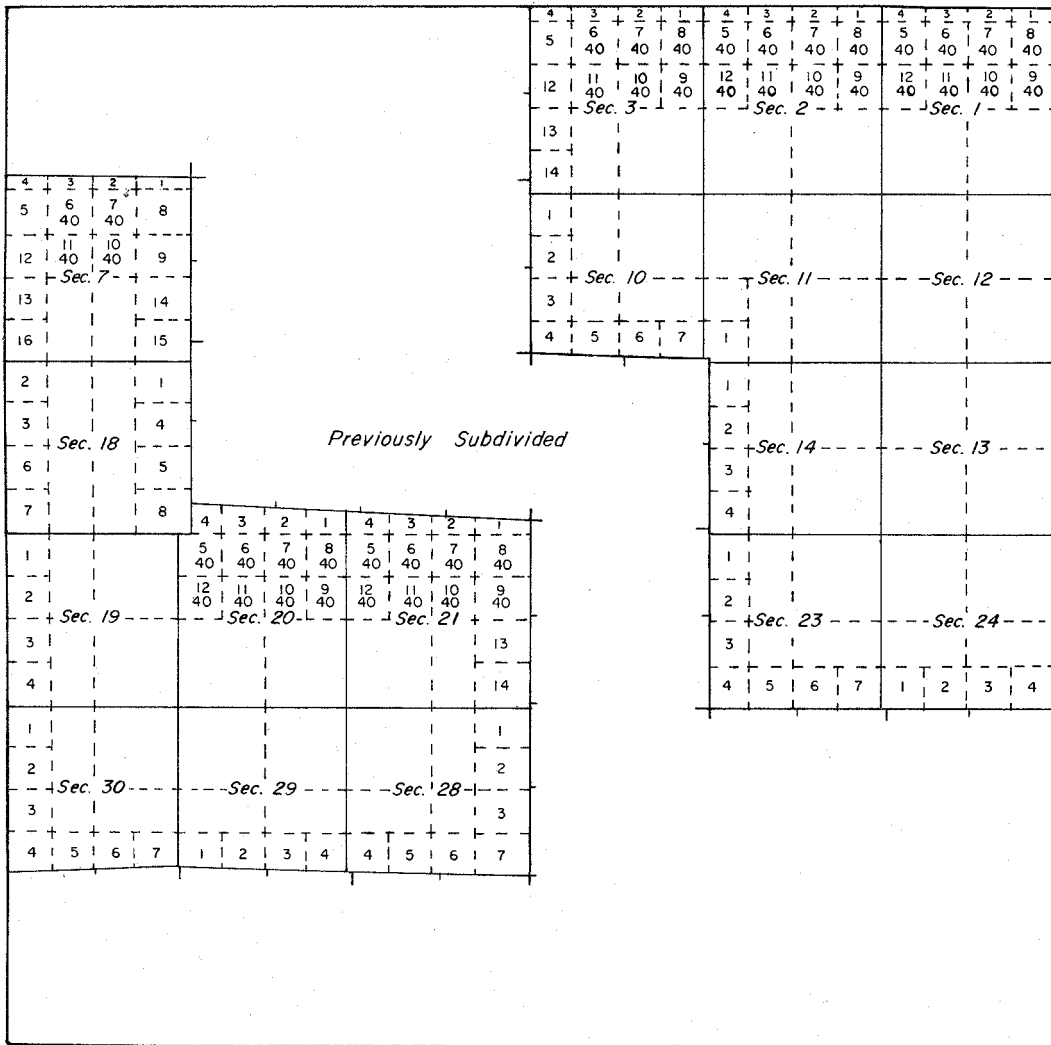 4 3 2 1 4 3 2 1 4 3 2 1
5 6 7 8 5 6 7 8 5 6 7 8
40 40 40 40 40 40 40 40 40 40 40
12 11 10 9 12 11 10 9 12 11 10 9
40 40 40 40 40 40 40 40 40 40 40
Sec. 3 Sec. 2 Sec. 1
13
14
4 3 2 1
5 6 7 8
40 40
12 11 10 9
40 40
Sec. 7
13 14
16 15
1
2
Sec. 10 Sec. 11 Sec. 12
3
4 5 6 7 1
2 1
3 4
Sec. 18
6 5
7 8
Previously Subdivided
1
2
Sec. 14 Sec. 13
3
4
4 3 2 1 4 3 2 1
5 6 7 8 5 6 7 8
40 40 40 40 40 40 40 40
12 11 10 9 12 11 10 9
40 40 40 40 40 40 40 40
1
2
Sec. 19 Sec. 20 Sec. 21
3 13
4 14
1
2
Sec. 23 Sec. 24
3
4 5 6 7 1 2 3 4
1 1
2 2
Sec. 30 Sec. 29 Sec. 28
3 3
4 5 6 7 1 2 3 4 4 5 6 7